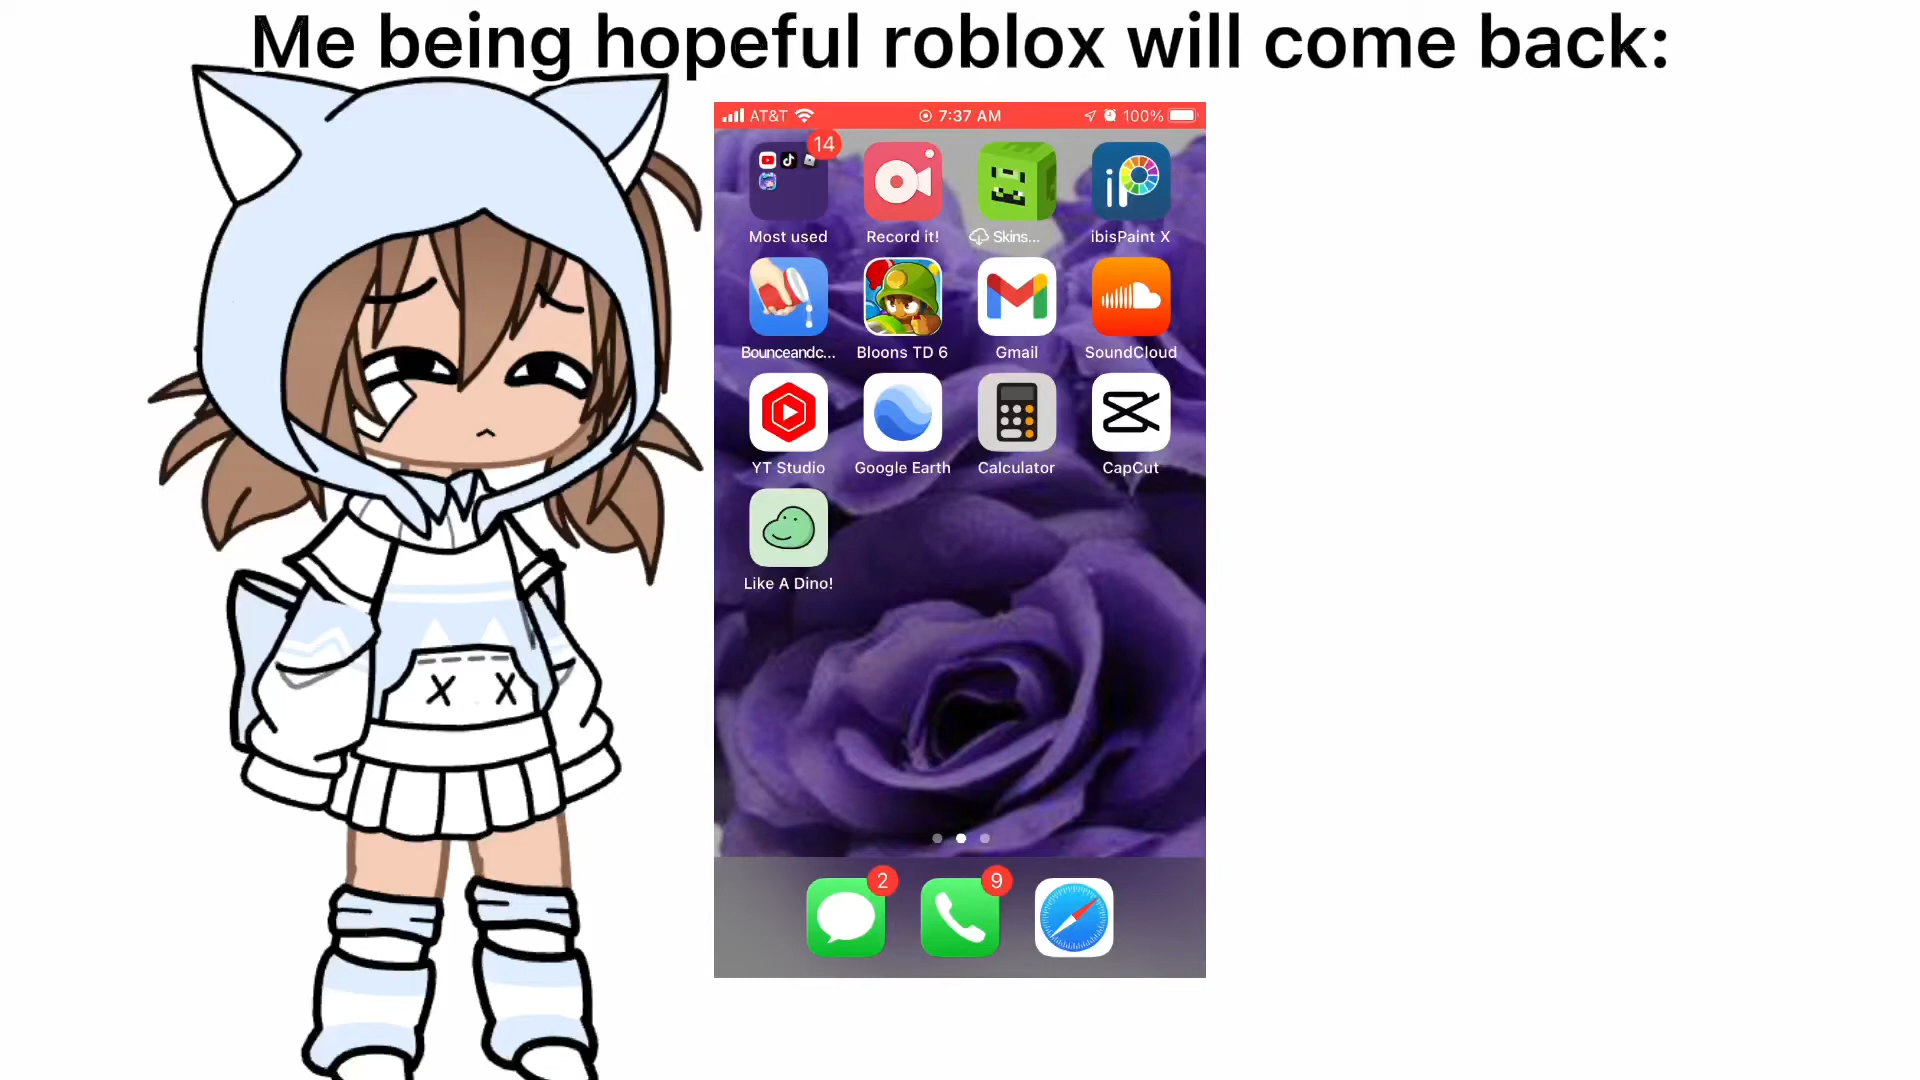 Me being hopeful roblox will come back:
AT&T 7:37 AM 100%
14
Most used Record it! Skins... ibisPaint X
Bounceandc... Bloons TD 6 Gmail SoundCloud
YT Studio Google Earth Calculator CapCut
Like A Dino!
2 9